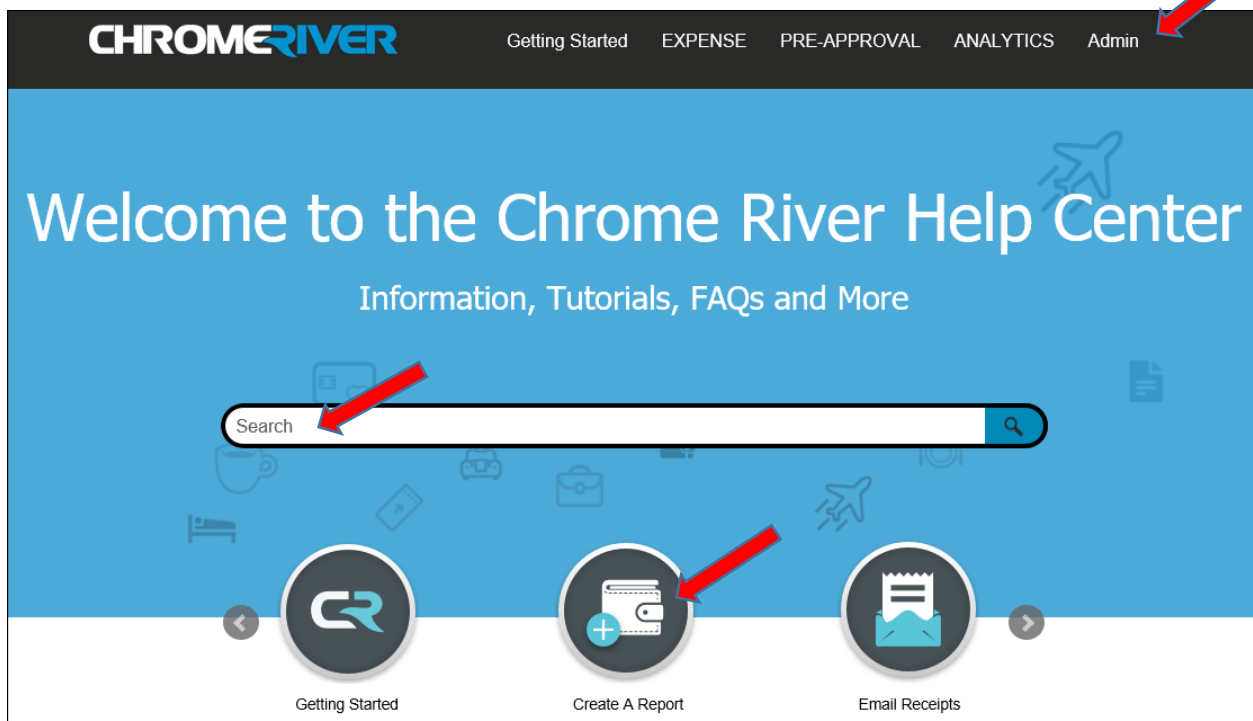 CHROMERIVER Getting Started EXPENSE PRE-APPROVAL ANALYTICS Admin
Welcome to the Chrome River Help Center
Information, Tutorials, FAQs and More
Search
CR
Getting Started Create A Report Email Receipts